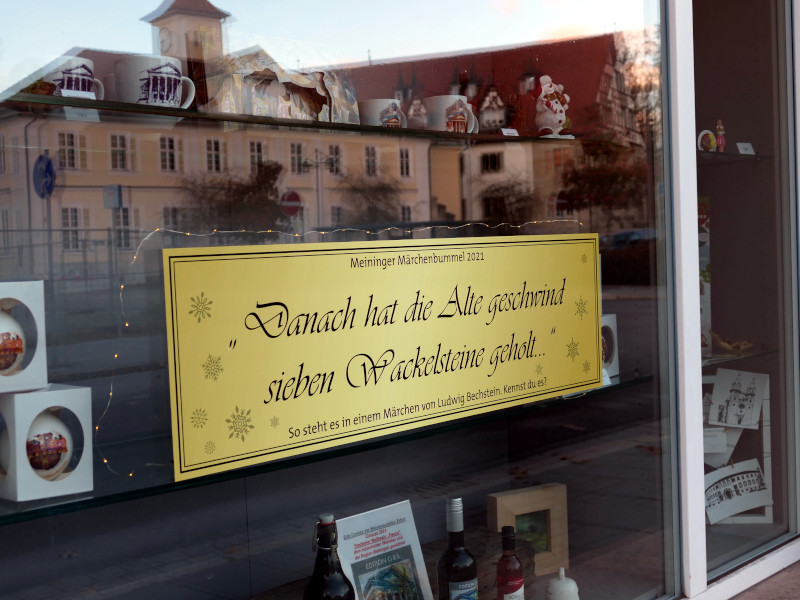 Meininger Märchenbummel 2021
„Danach hat die Alte geschwind
sieben Wackelsteine geholt...“
So steht es in einem Märchen von Ludwig Bechstein. Kennst du es?
EDITION G.E.S.